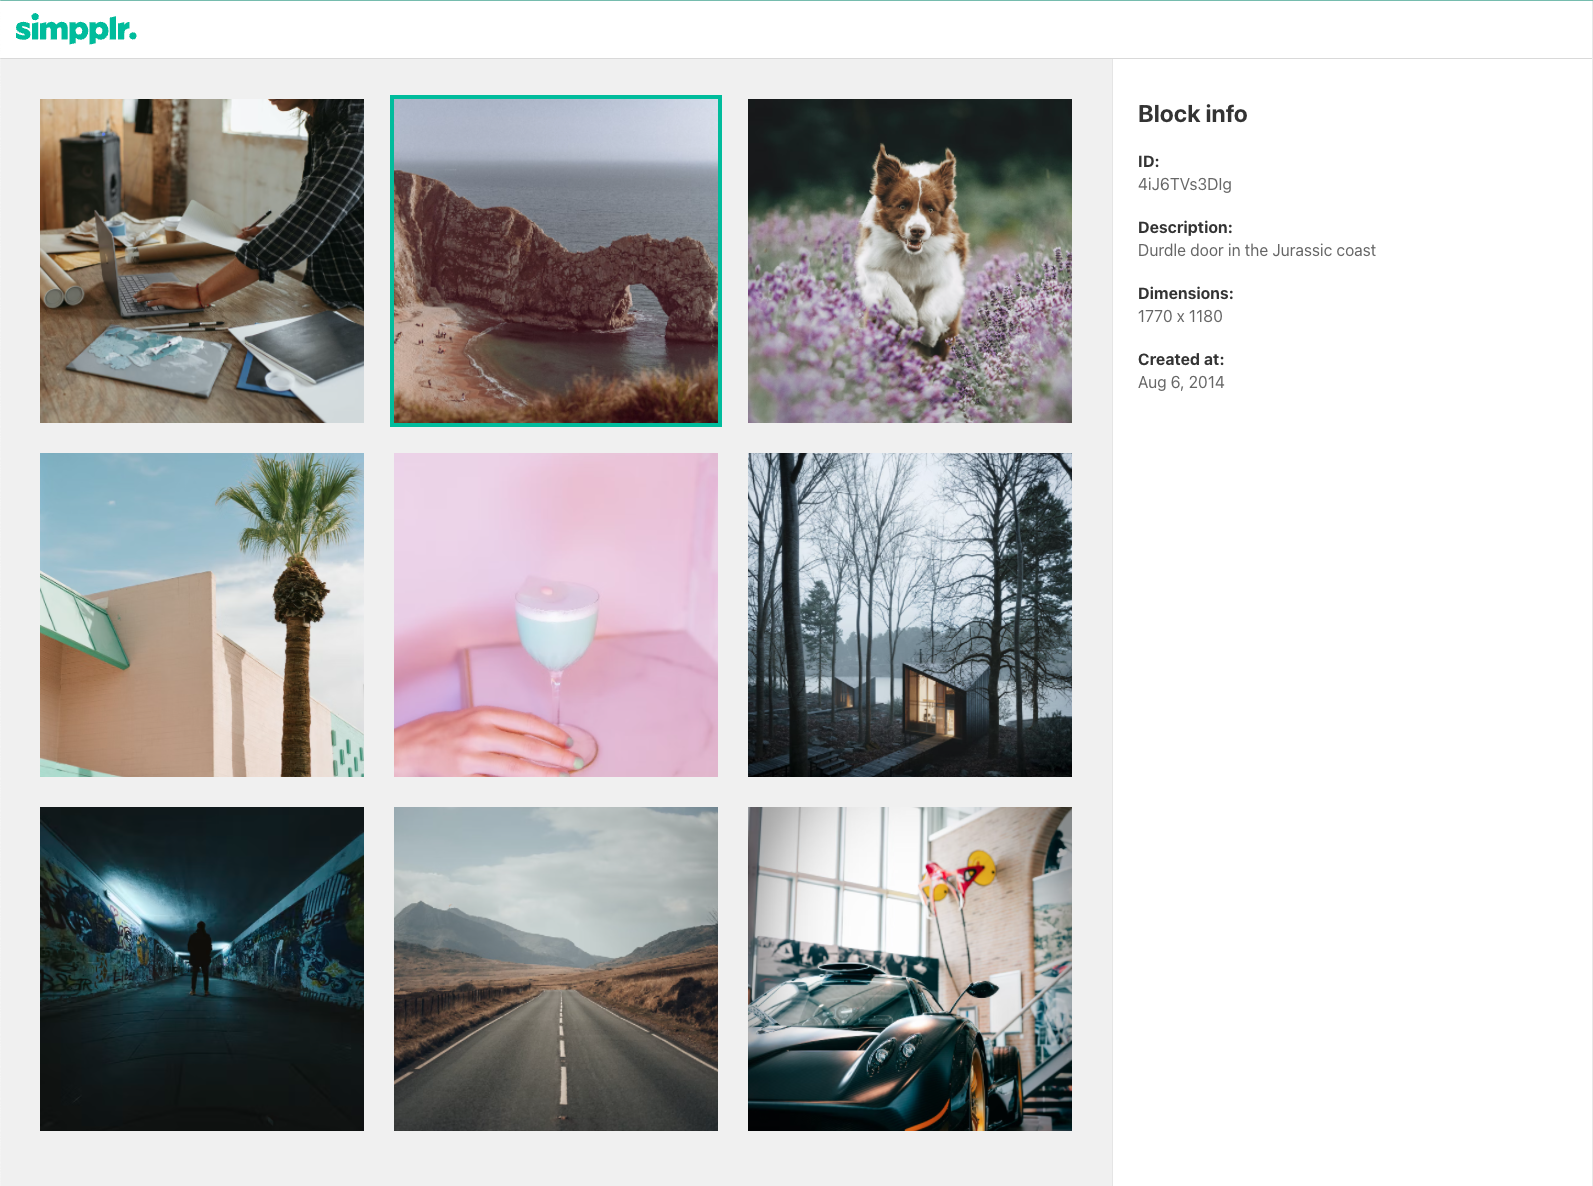 simpplr.
Block info
ID:
4iJ6TVs3DIg
Description:
Durdle door in the Jurassic coast
Dimensions:
1770 x 1180
Created at:
Aug 6, 2014